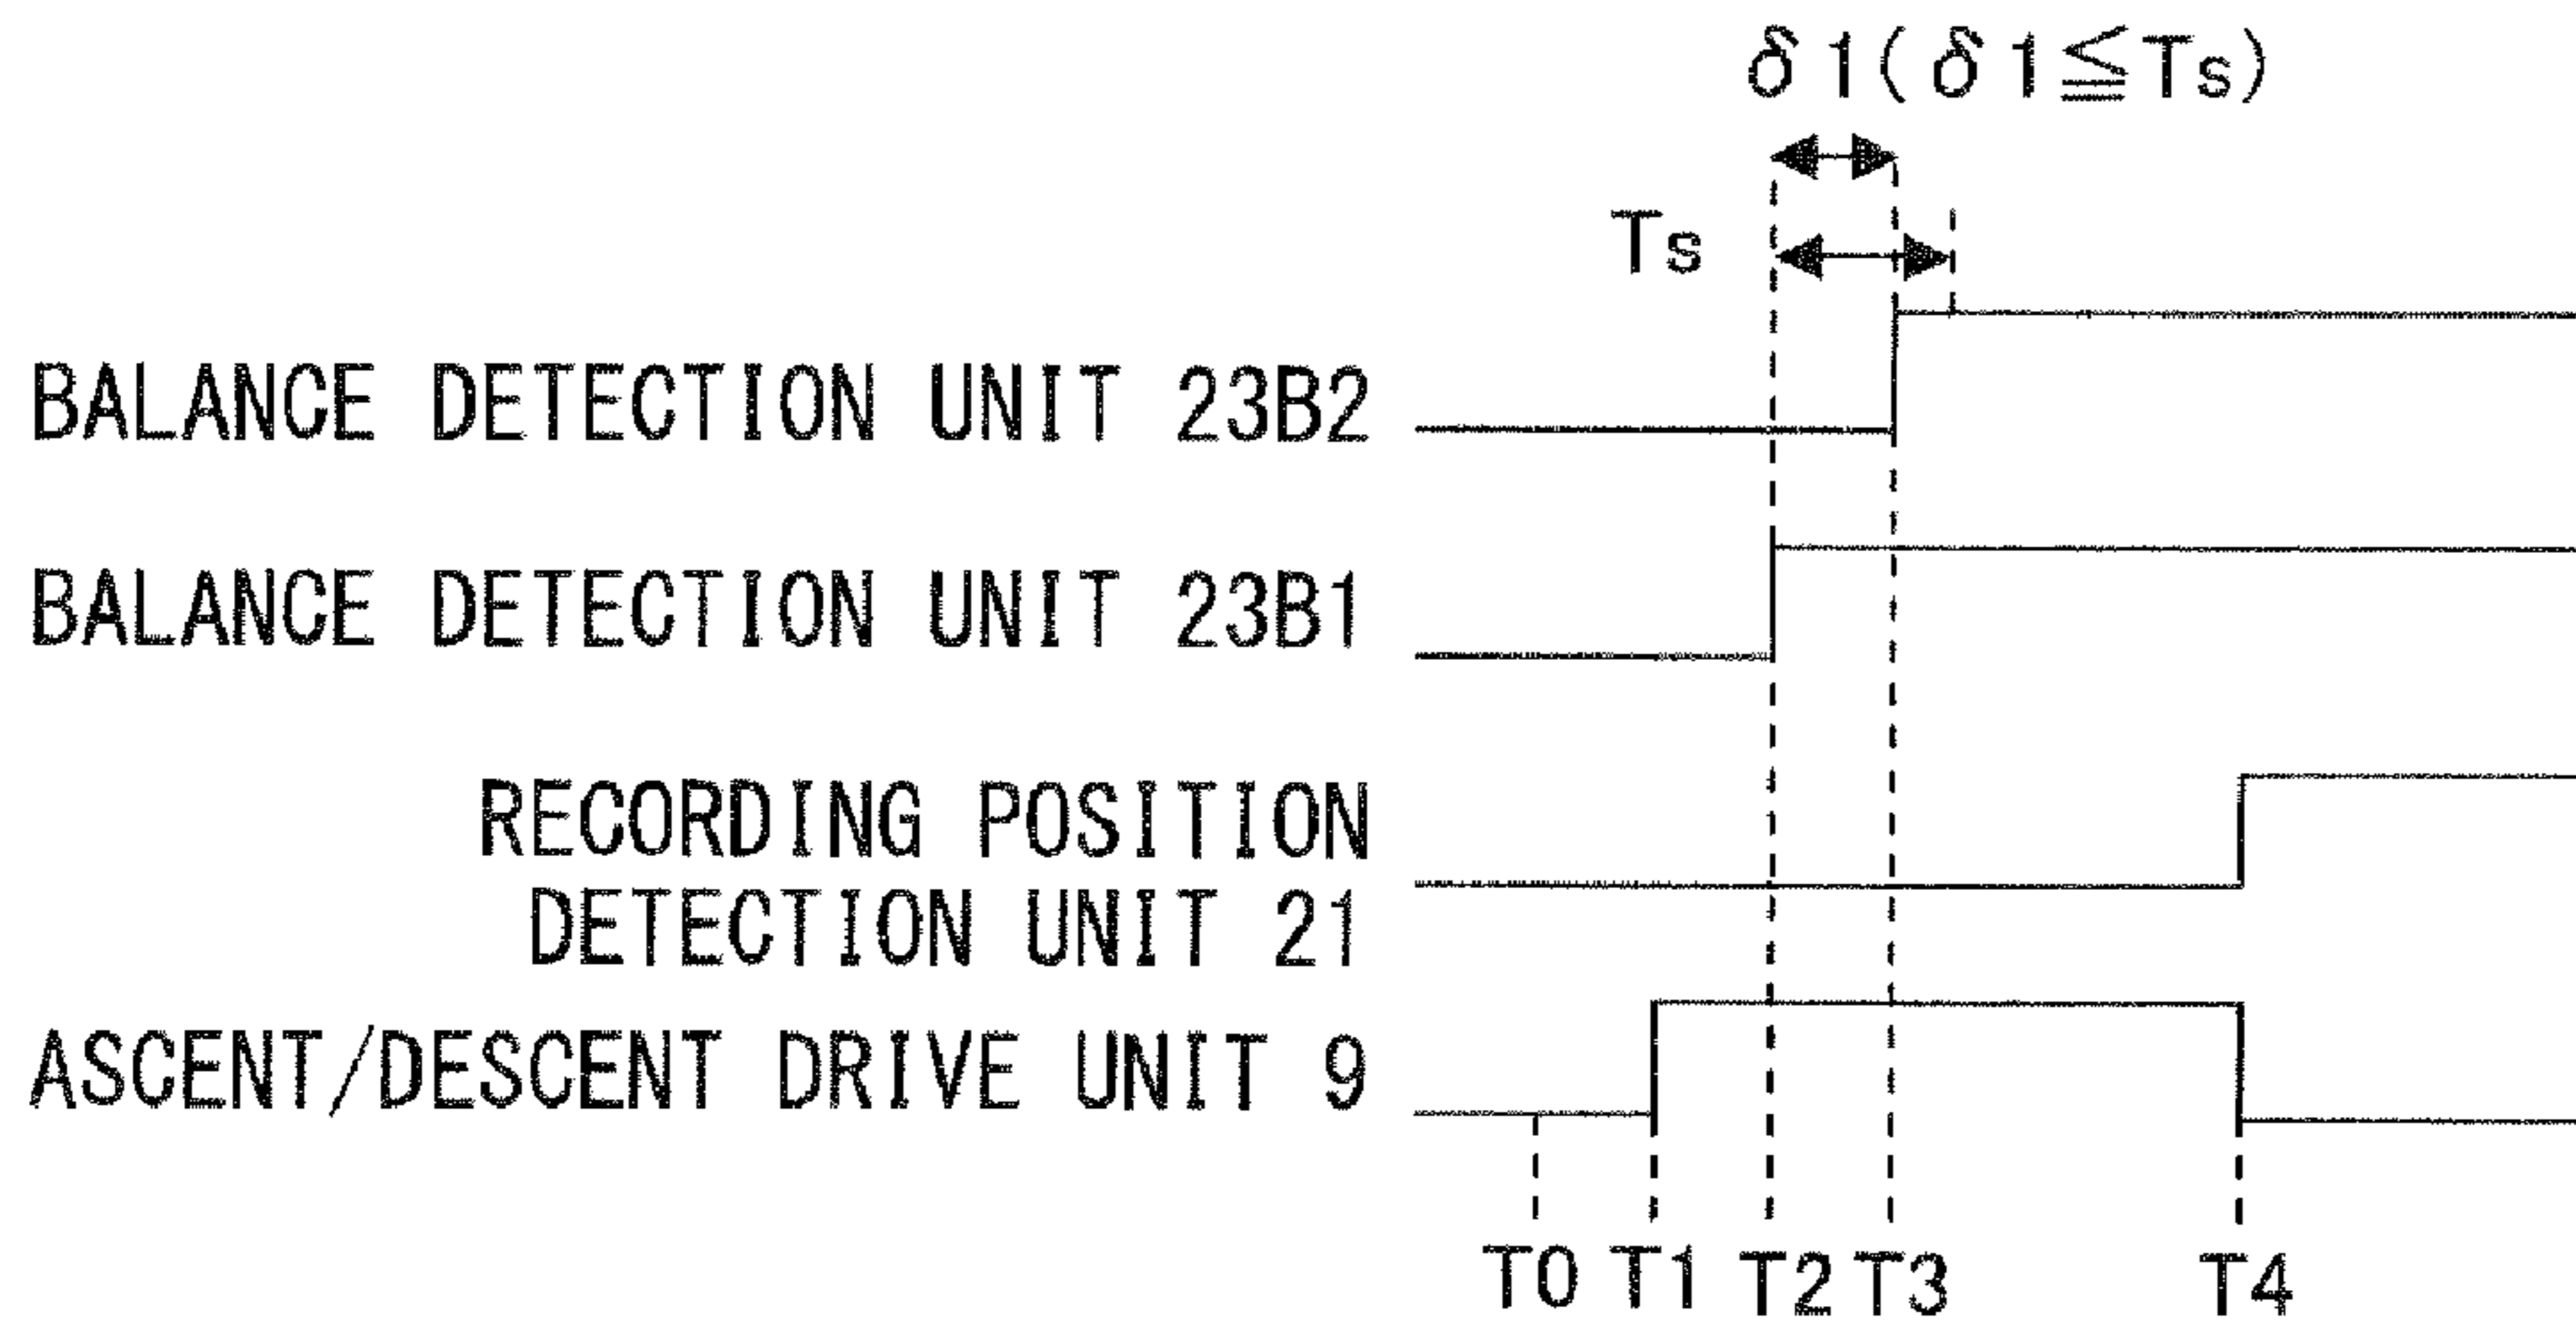 δ1(δ1≦Ts)
Ts
BALANCE DETECTION UNIT 23B2
BALANCE DETECTION UNIT 23B1
RECORDING POSITION
DETECTION UNIT 21
ASCENT/DESCENT DRIVE UNIT 9
T0 T1 T2 T3 T4